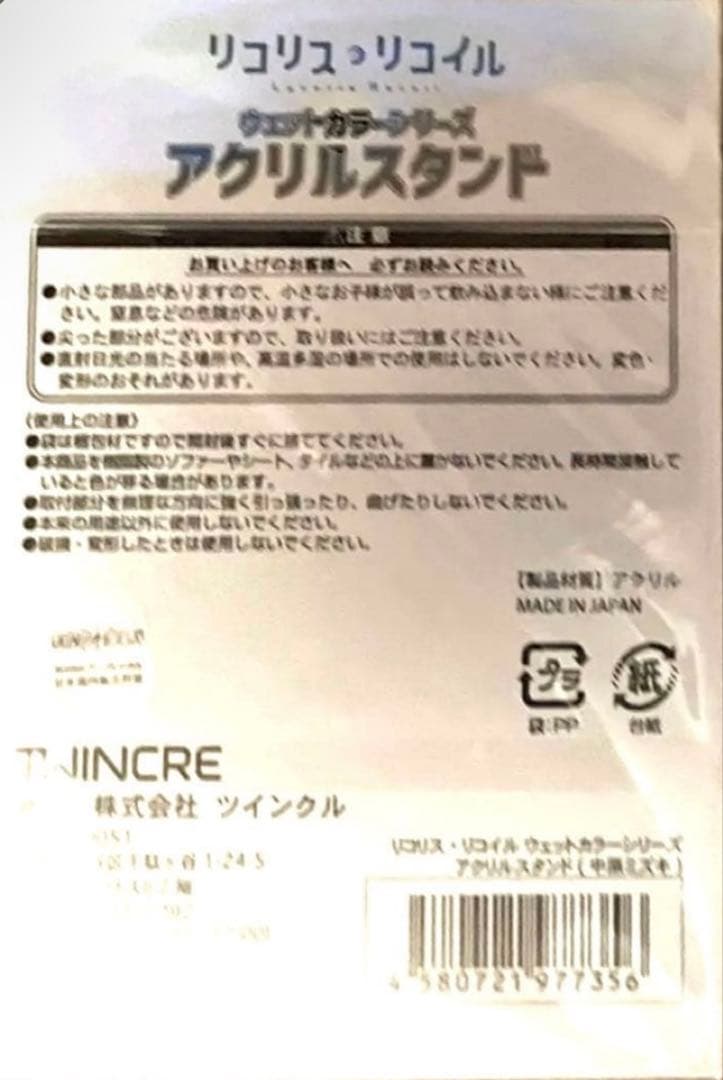 リコリス・リコイル
Lycoris Recoil
ウェットカラーシリーズ
アクリルスタンド
注意
お買い上げのお客様へ 必ずお読みください。
●小さな部品がありますので、小さなお子様が誤って飲み込まない様にご注意くだ
さい。窒息などの危険があります。
●尖った部分がございますので、取り扱いにはご注意ください。
●直射日光の当たる場所や、高温多湿の場所での使用はしないでください。変色・
変形のおそれがあります。
〈使用上の注意〉
●袋は梱包材ですので開封後すぐに捨ててください。
●本商品を樹脂製のソファーやシート、タイルなどの上に置かないでください。長時間接触して
いると色が移る場合があります。
●取付部分を無理な方向に強く引っ張ったり、曲げたりしないでください。
●本来の用途以外に使用しないでください。
●破損・変形したときは使用しないでください。
【製品材質】アクリル
MADE IN JAPAN
プラ 紙
袋:PP 台紙
INCRE
株式会社 ツインクル
千駄ヶ谷 1-24-5
リコリス・リコイル ウェットカラーシリーズ
アクリルスタンド(中原ミズキ)
4 580721 977356